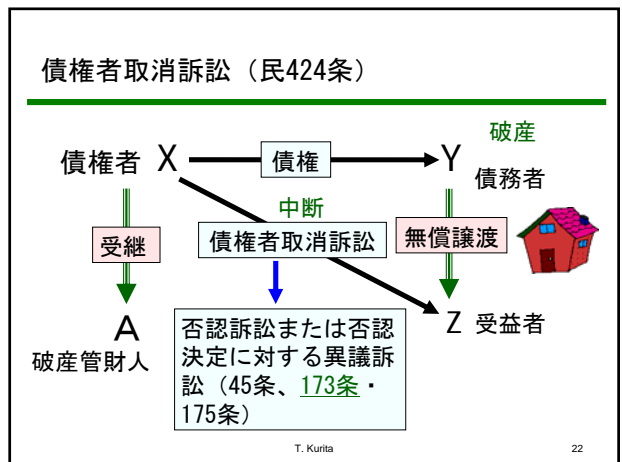 債権者取消訴訟（民424条）
債権者 X
債権
Y
破産
債務者
中断
受継
債権者取消訴訟
無償譲渡
A
破産管財人
否認訴訟または否認
決定に対する異議訴
訟（45条、173条・
175条）
Z 受益者
T. Kurita
22